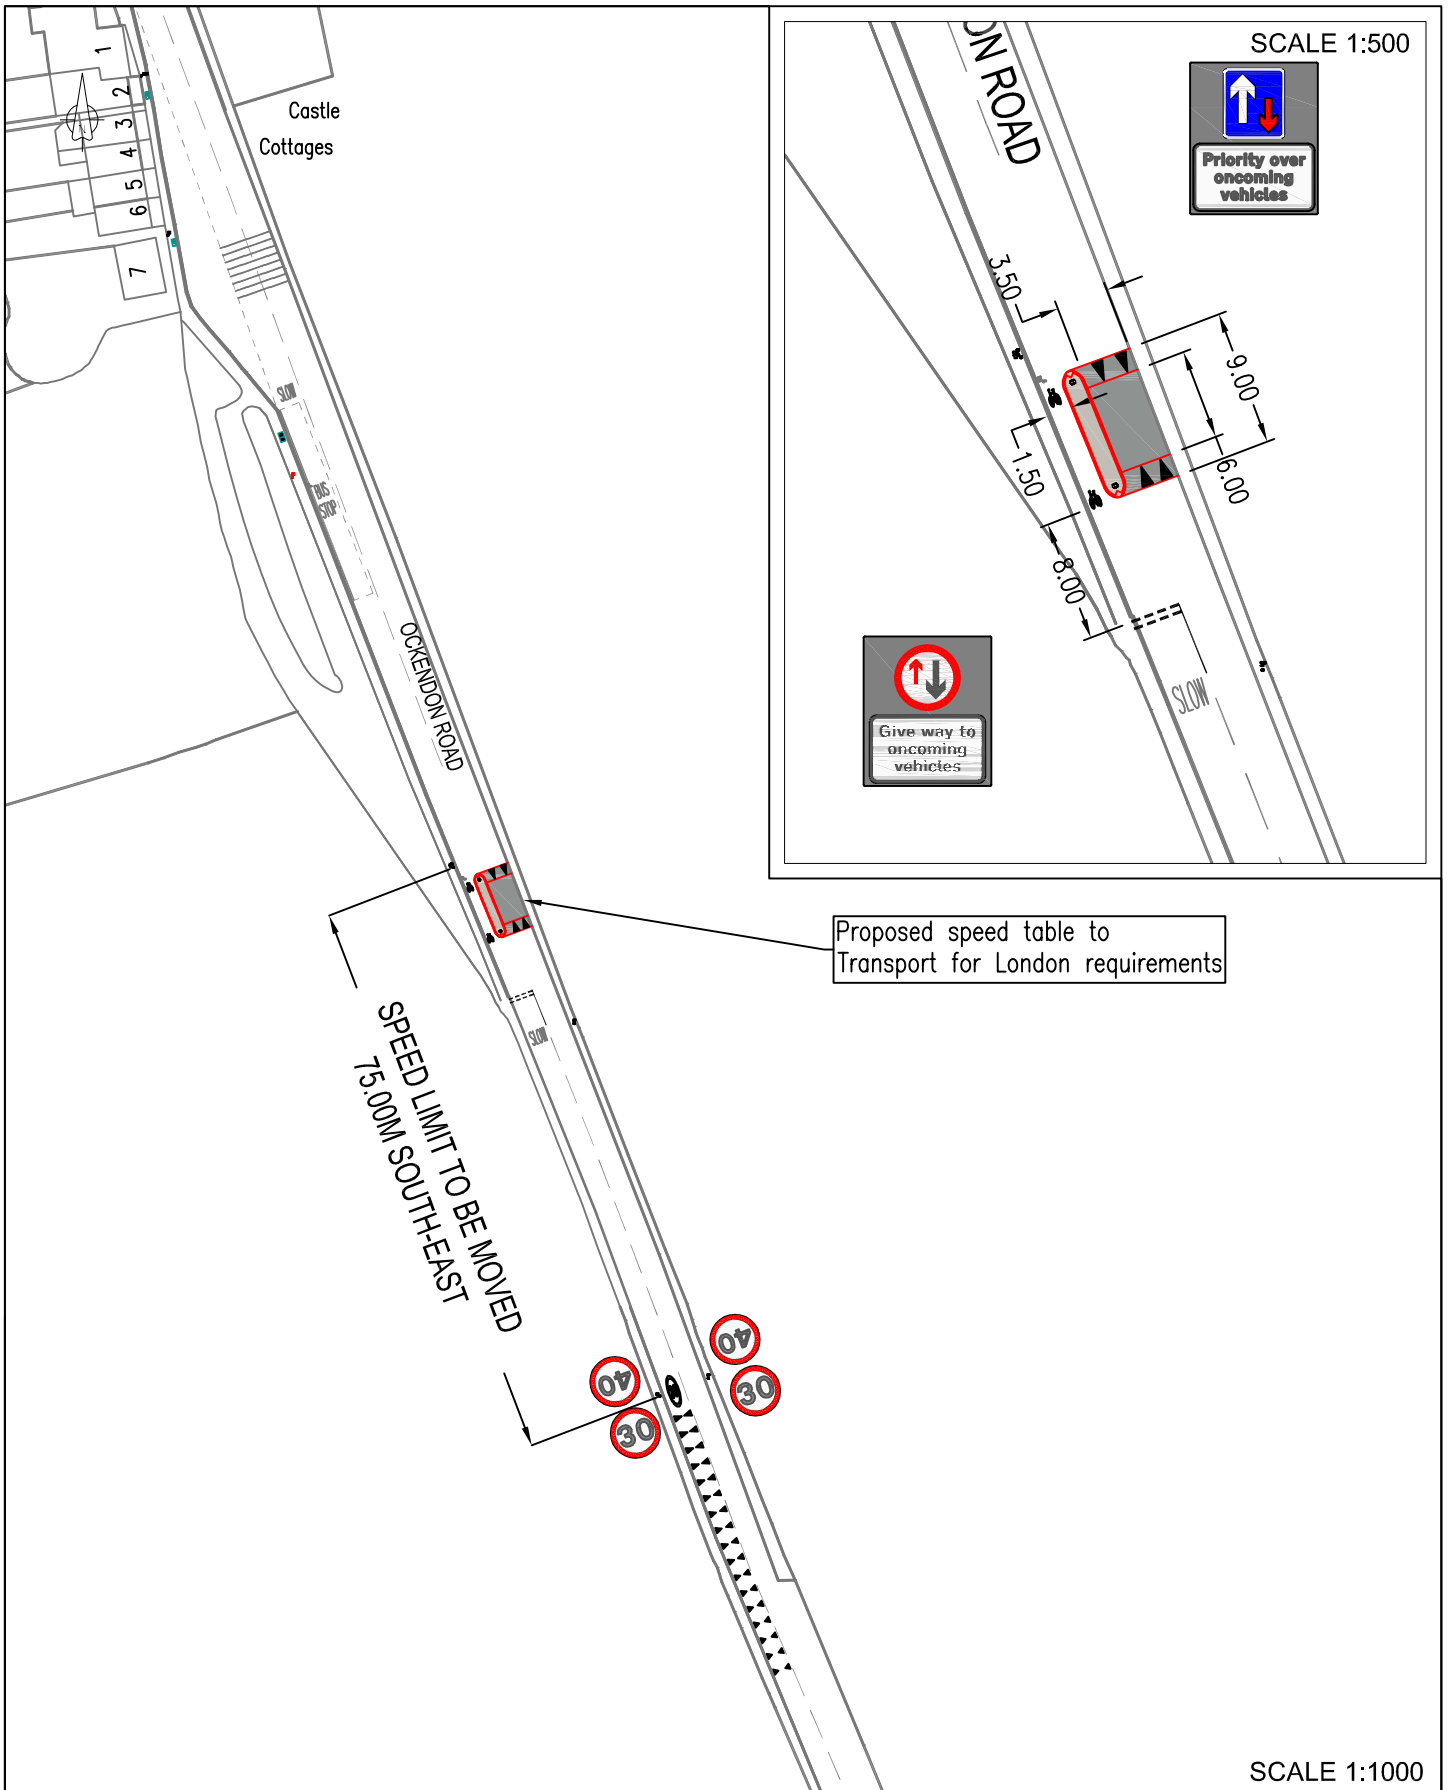 1
2
3
4
5
6
7
Castle
Cottages
SLOW
BUS
STOP
OCKENDON ROAD
SPEED LIMIT TO BE MOVED
75.00M SOUTH-EAST
SLOW
40
30
40
30
Proposed speed table to
Transport for London requirements
SCALE 1:500
ON ROAD
Priority over
oncoming
vehicles
3.50
9.00
6.00
1.50
8.00
SLOW
Give way to
oncoming
vehicles
SCALE 1:1000